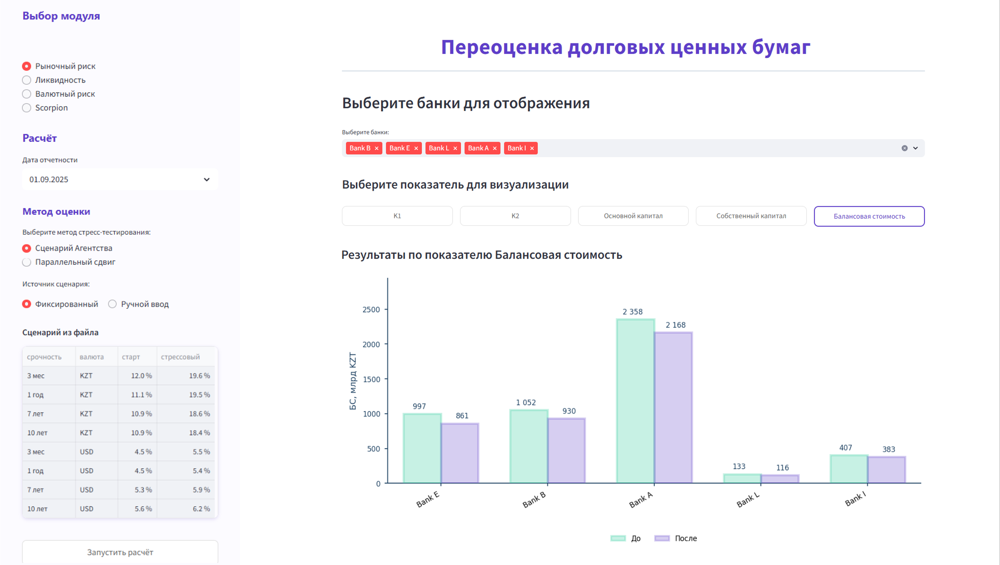 Выбор модуля
Рыночный риск
Ликвидность
Валютный риск
Scorpion
Расчёт
Дата отчетности
01.09.2025
Метод оценки
Выберите метод стресс-тестирования:
Сценарий Агентства
Параллельный сдвиг
Источник сценария:
Фиксированный Ручной ввод
Сценарий из файла
срочность валюта старт стрессовый
3 мес KZT 12.0 % 19.6 %
1 год KZT 11.1 % 19.5 %
7 лет KZT 10.9 % 18.6 %
10 лет KZT 10.9 % 18.4 %
3 мес USD 4.5 % 5.5 %
1 год USD 4.5 % 5.4 %
7 лет USD 5.3 % 5.9 %
10 лет USD 5.6 % 6.2 %
Запустить расчёт
Переоценка долговых ценных бумаг
Выберите банки для отображения
Выберите банки:
Bank B × Bank E × Bank L × Bank A × Bank I ×
Выберите показатель для визуализации
K1 K2 Основной капитал Собственный капитал Балансовая стоимость
Результаты по показателю Балансовая стоимость
БС, млрд KZT
2500
2000
1500
1000
500
0
997 861
1 052 930
2 358 2 168
133 116
407 383
Bank E Bank B Bank A Bank L Bank I
До После